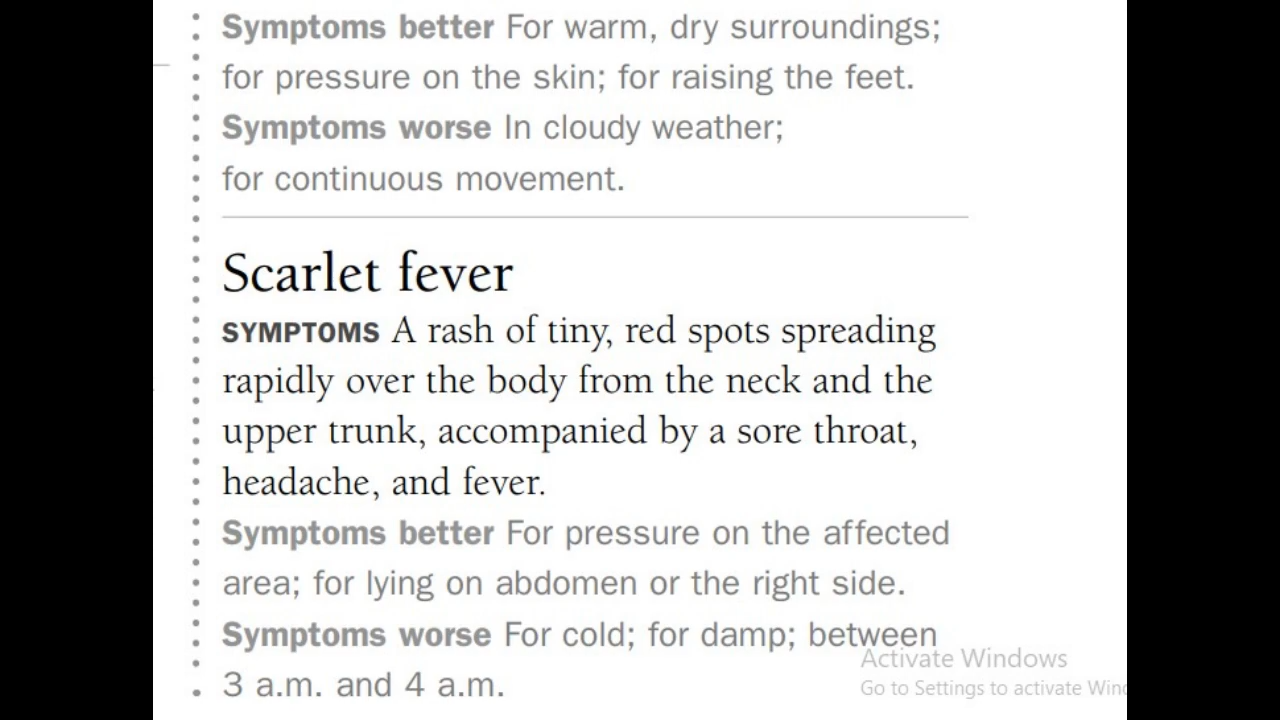 Symptoms better For warm, dry surroundings;
for pressure on the skin; for raising the feet.
Symptoms worse In cloudy weather;
for continuous movement.
Scarlet fever
SYMPTOMS A rash of tiny, red spots spreading
rapidly over the body from the neck and the
upper trunk, accompanied by a sore throat,
headache, and fever.
Symptoms better For pressure on the affected
area; for lying on abdomen or the right side.
Symptoms worse For cold; for damp; between
3 a.m. and 4 a.m.
Activate Windows
Go to Settings to activate